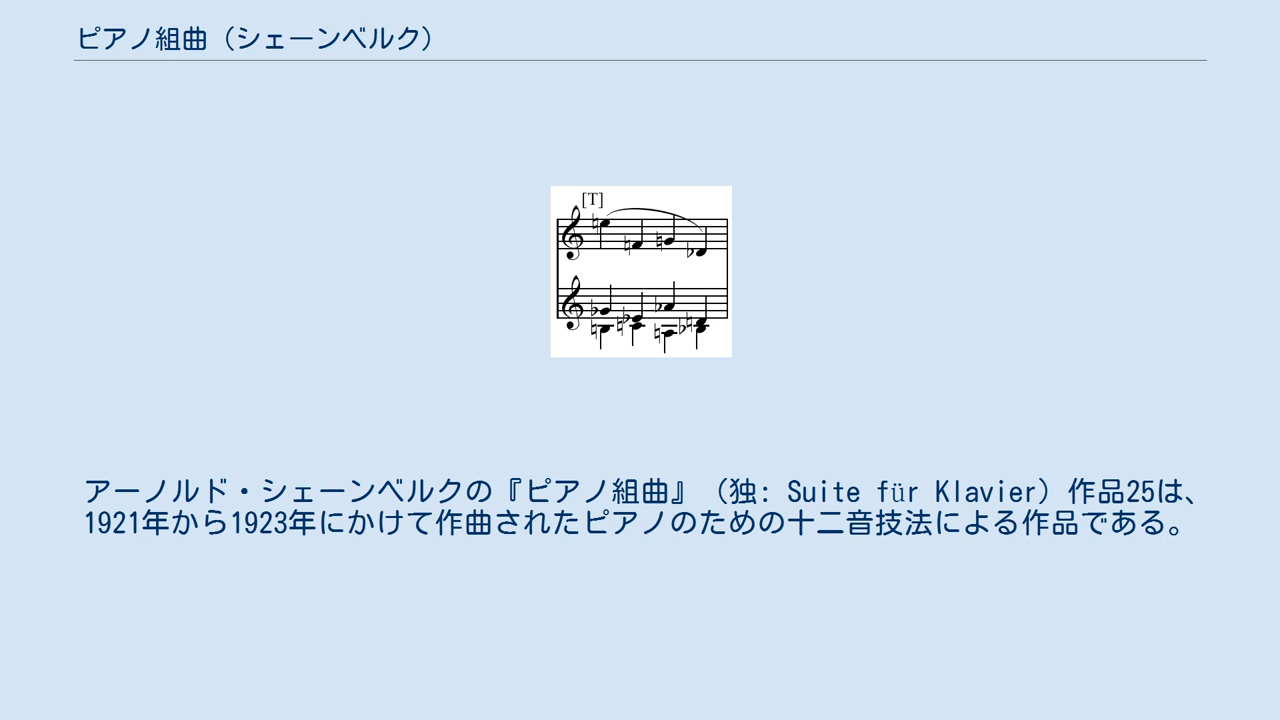 ピアノ組曲（シェーンベルク）
[T]
アーノルド・シェーンベルクの『ピアノ組曲』（独: Suite für Klavier）作品25は、
1921年から1923年にかけて作曲されたピアノのための十二音技法による作品である。